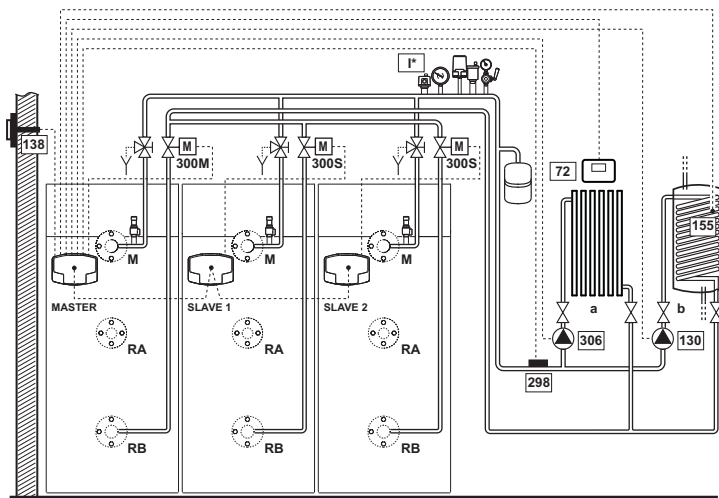 I*
138
M
300M
M
300S
M
300S
72
155
M
M
M
a
b
MASTER
SLAVE 1
SLAVE 2
306
130
RA
RA
RA
298
RB
RB
RB